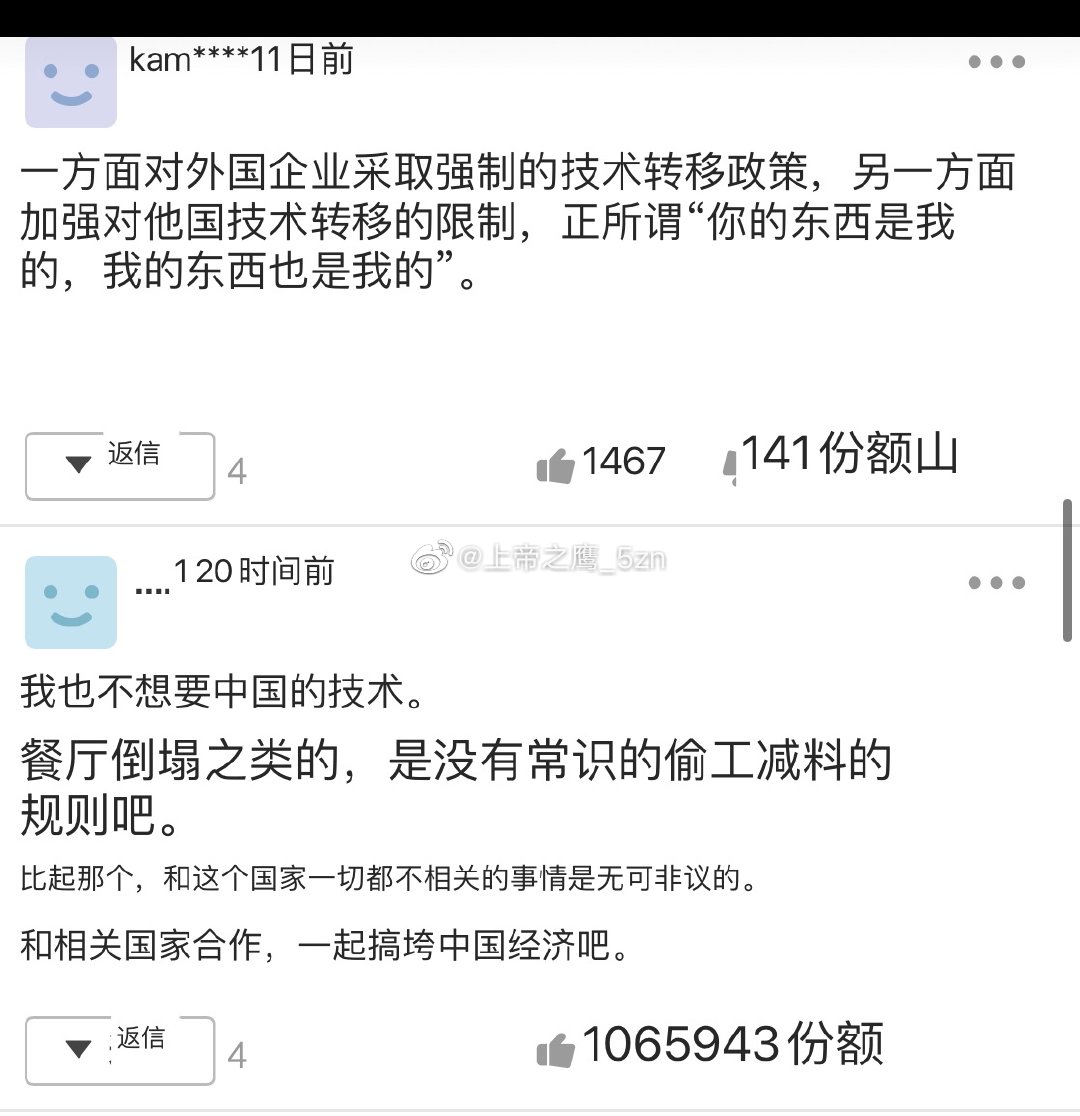 kam****11日前
一方面对外国企业采取强制的技术转移政策，另一方面
加强对他国技术转移的限制，正所谓“你的东西是我
的，我的东西也是我的”。
返信 4 1467 141份额山
....1 20时间前
@上帝之鹰_5zn
我也不想要中国的技术。
餐厅倒塌之类的，是没有常识的偷工减料的
规则吧。
比起那个，和这个国家一切都不相关的事情是无可非议的。
和相关国家合作，一起搞垮中国经济吧。
返信 4 1065943份额